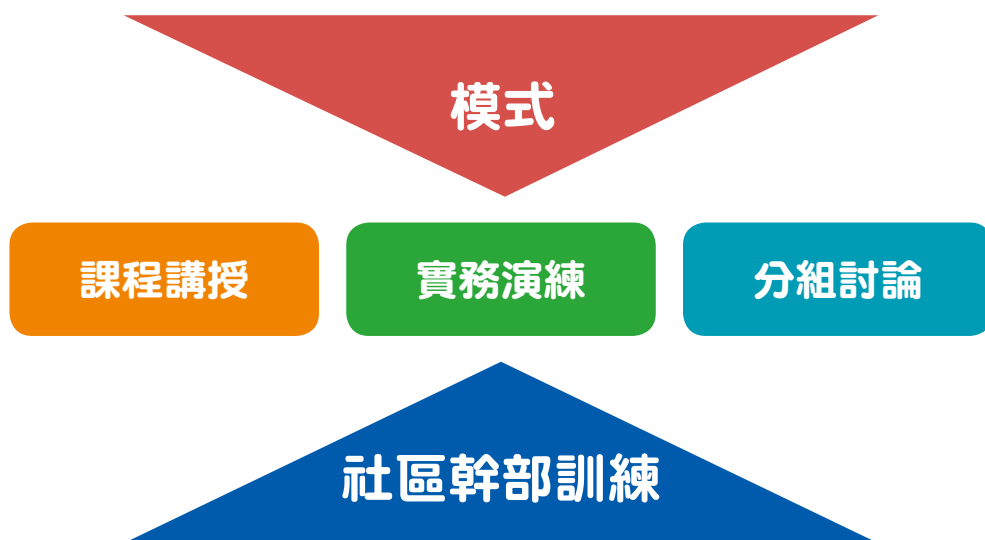 模式
課程講授
實務演練
分組討論
社區幹部訓練